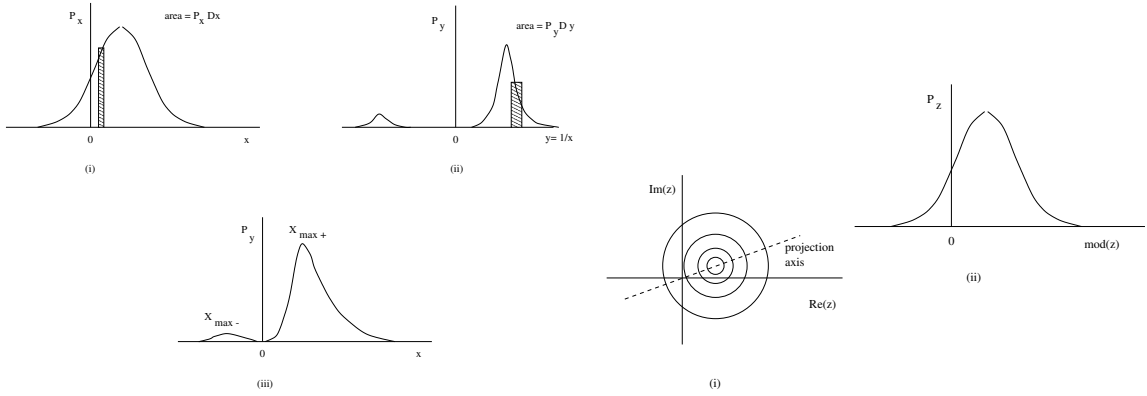 P x
area = P x Dx
0
x
(i)
P y
area = P y D y
0
y= 1/x
(ii)
P y
X max +
X max -
0
x
(iii)
Im(z)
projection
axis
Re(z)
(i)
P z
0
mod(z)
(ii)